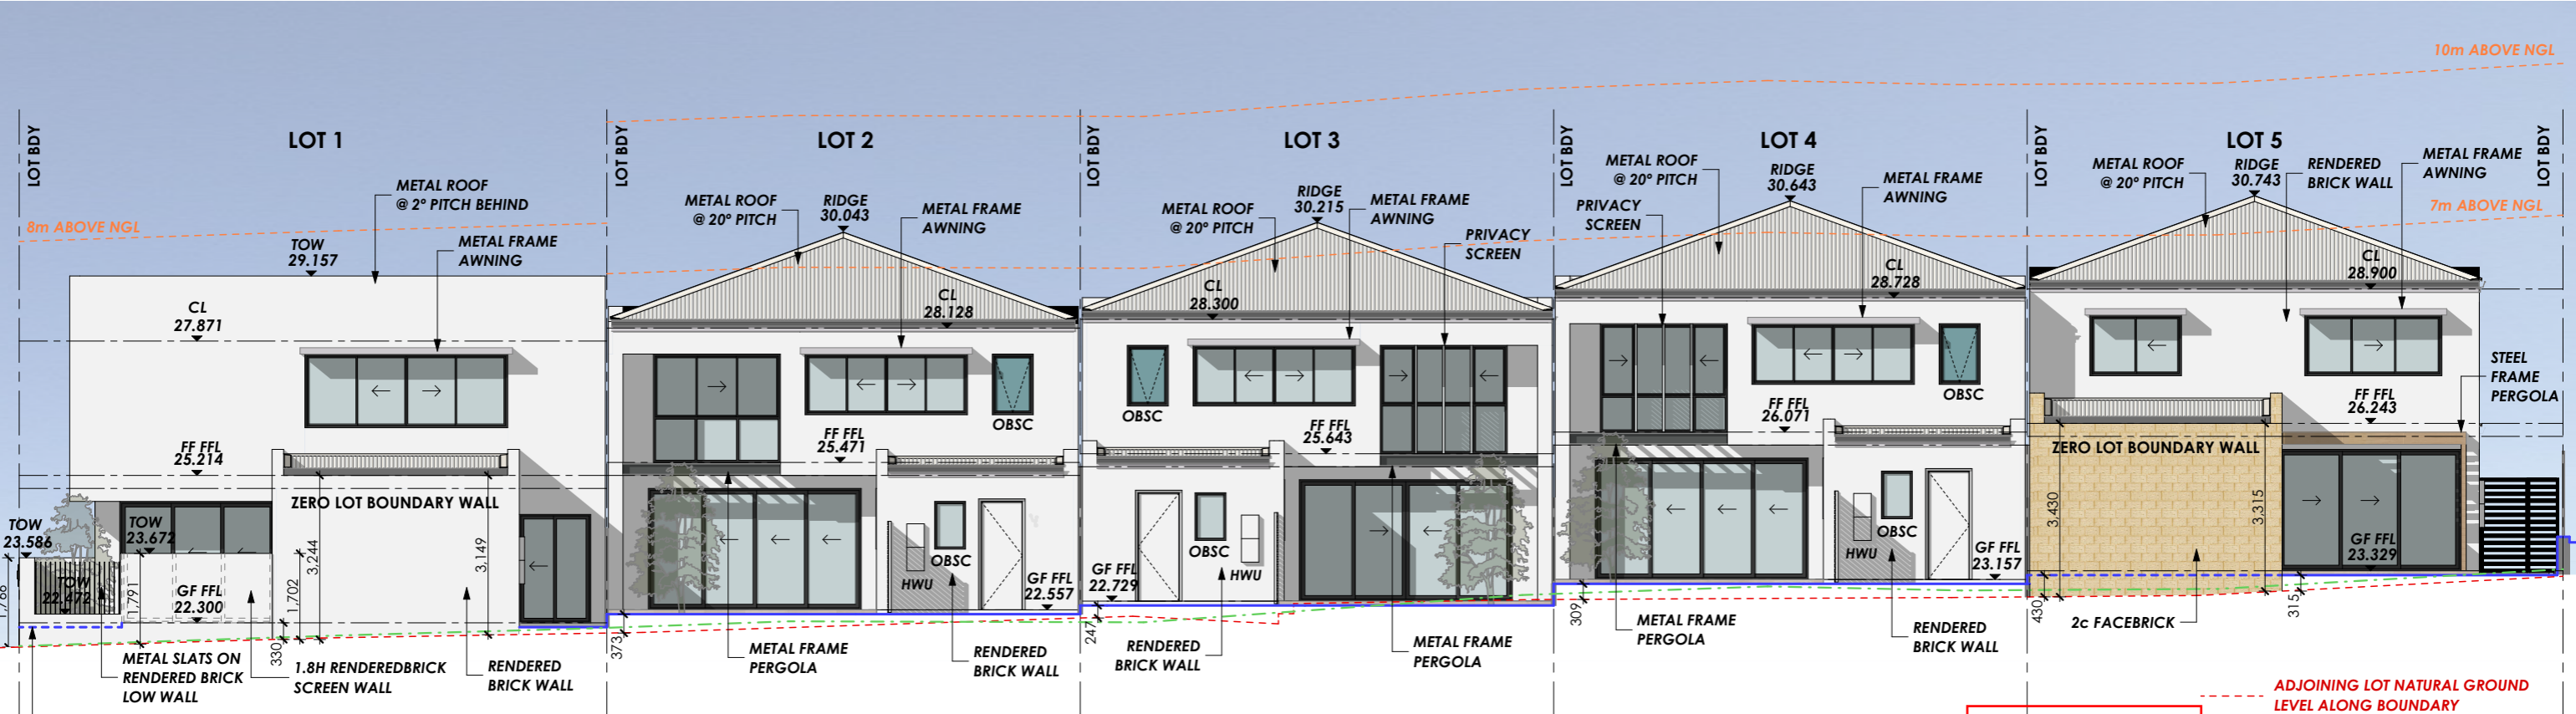 10m ABOVE NGL
LOT BDY
LOT 1
LOT BDY
LOT 2
LOT BDY
LOT 3
LOT BDY
LOT 4
LOT BDY
LOT 5
LOT BDY
METAL ROOF
@ 2° PITCH BEHIND
8m ABOVE NGL
TOW
29.157
METAL FRAME
AWNING
CL
27.871
FF FFL
25.214
ZERO LOT BOUNDARY WALL
TOW
23.586
TOW
23.672
TOW
22.472
GF FFL
22.300
1,791
1,702
3,244
3,149
330
METAL SLATS ON
RENDERED BRICK
LOW WALL
1.8H RENDEREDBRICK
SCREEN WALL
RENDERED
BRICK WALL
METAL ROOF
@ 20° PITCH
RIDGE
30.043
METAL FRAME
AWNING
CL
28.128
OBSC
FF FFL
25.471
OBSC
HWU
GF FFL
22.557
373
METAL FRAME
PERGOLA
RENDERED
BRICK WALL
METAL ROOF
@ 20° PITCH
RIDGE
30.215
METAL FRAME
AWNING
PRIVACY
SCREEN
CL
28.300
OBSC
FF FFL
25.643
OBSC
HWU
GF FFL
22.729
247
RENDERED
BRICK WALL
METAL FRAME
PERGOLA
METAL ROOF
@ 20° PITCH
RIDGE
30.643
METAL FRAME
AWNING
PRIVACY
SCREEN
CL
28.728
OBSC
FF FFL
26.071
OBSC
HWU
GF FFL
23.157
309
METAL FRAME
PERGOLA
RENDERED
BRICK WALL
METAL ROOF
@ 20° PITCH
RIDGE
30.743
RENDERED
BRICK WALL
METAL FRAME
AWNING
7m ABOVE NGL
CL
28.900
STEEL
FRAME
PERGOLA
FF FFL
26.243
ZERO LOT BOUNDARY WALL
3,430
3,315
GF FFL
23.329
430
315
2c FACEBRICK
ADJOINING LOT NATURAL GROUND
LEVEL ALONG BOUNDARY